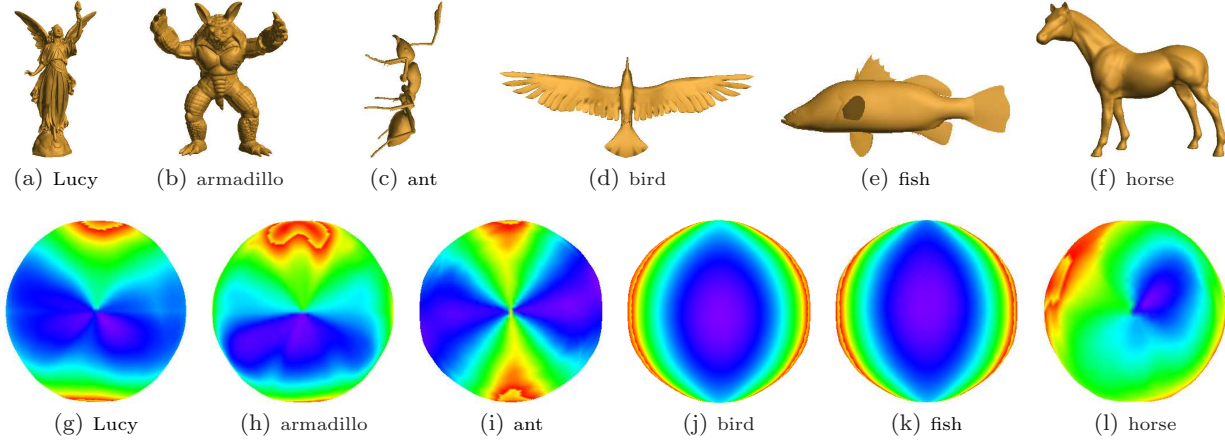 (a) Lucy
(b) armadillo
(c) ant
(d) bird
(e) fish
(f) horse
(g) Lucy
(h) armadillo
(i) ant
(j) bird
(k) fish
(l) horse